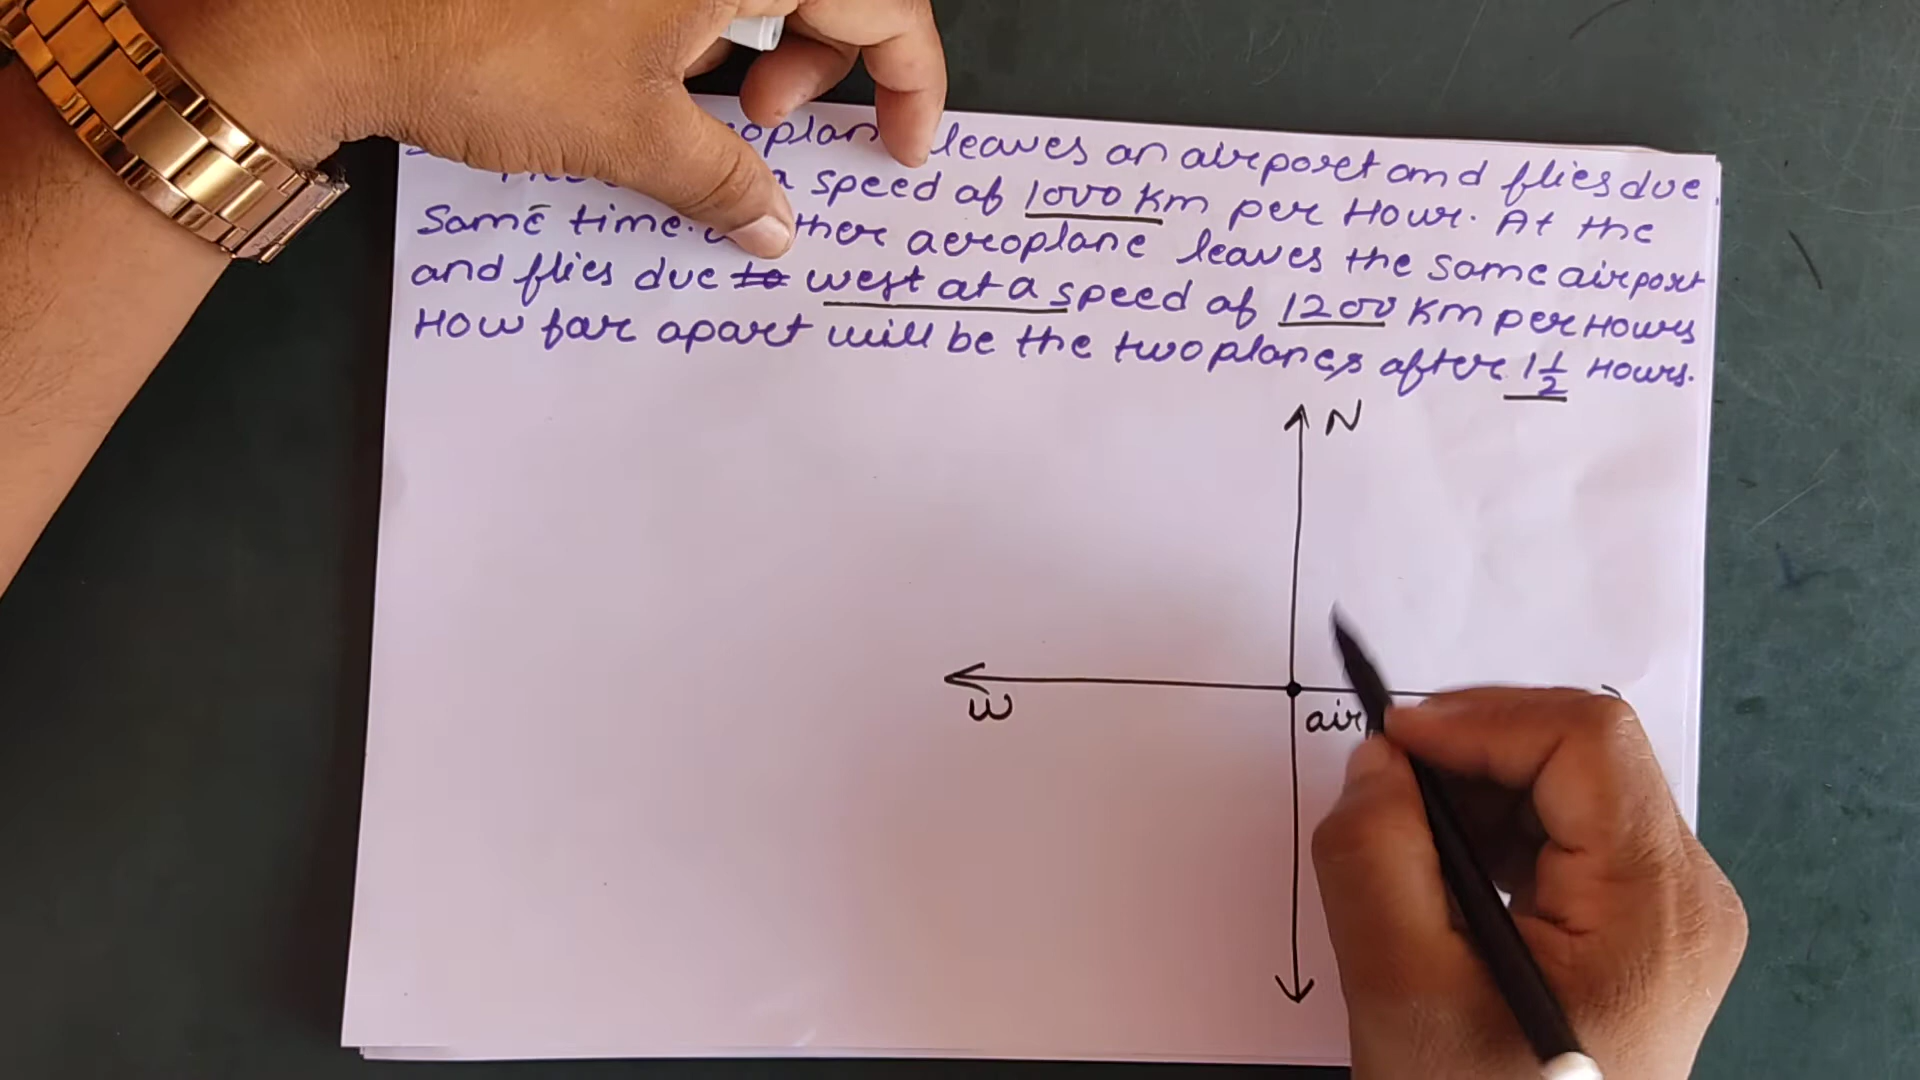 leaves an airport and flies due
a speed of 1000 Km per Hour. At the
Same time. aeroplane leaves the same airport
and flies due to west at a speed of 1200 Km per Hours
How far apart will be the two planes after 1 1/2 Hours.
N
W
air